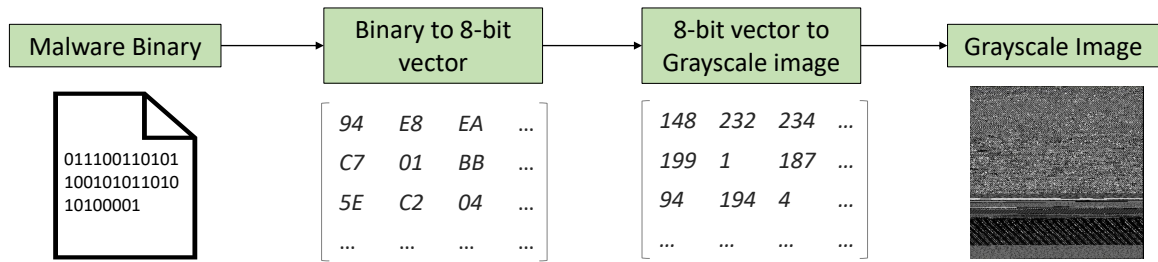 Malware Binary
Binary to 8-bit
vector
8-bit vector to
Grayscale image
Grayscale Image
011100110101
100101011010
10100001
94 E8 EA ...
C7 01 BB ...
5E C2 04 ...
... ... ... ...
148 232 234 ...
199 1 187 ...
94 194 4 ...
... ... ... ...